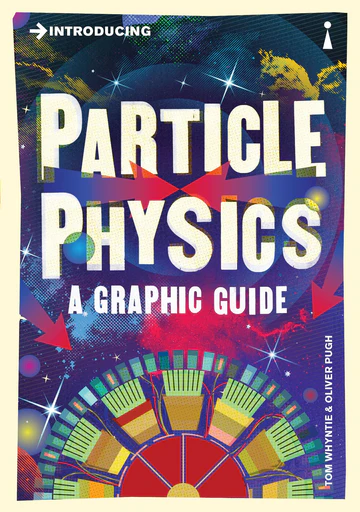 INTRODUCING
PARTICLE
PHYSICS
A GRAPHIC GUIDE
TOM WHYNTIE & OLIVER PUGH